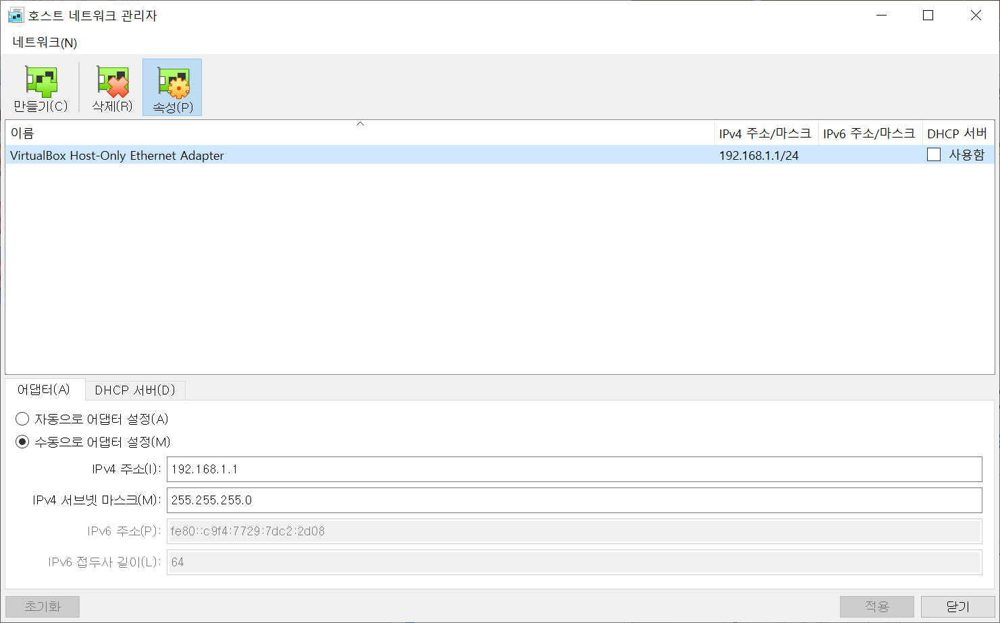 호스트 네트워크 관리자
네트워크(N)
만들기(C) 삭제(R) 속성(P)
이름 IPv4 주소/마스크 IPv6 주소/마스크 DHCP 서버
VirtualBox Host-Only Ethernet Adapter 192.168.1.1/24 사용함
어댑터(A) DHCP 서버(D)
자동으로 어댑터 설정(A)
수동으로 어댑터 설정(M)
IPv4 주소(I): 192.168.1.1
IPv4 서브넷 마스크(M): 255.255.255.0
IPv6 주소(P): fe80::c9f4:7729:7dc2:2d08
IPv6 접두사 길이(L): 64
초기화 적용 닫기